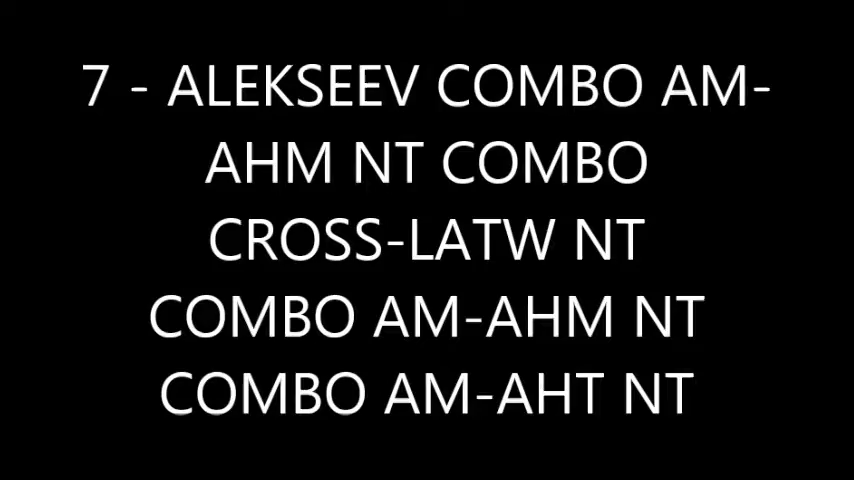 7 - ALEKSEEV COMBO AM-
AHM NT COMBO
CROSS-LATW NT
COMBO AM-AHM NT
COMBO AM-AHT NT